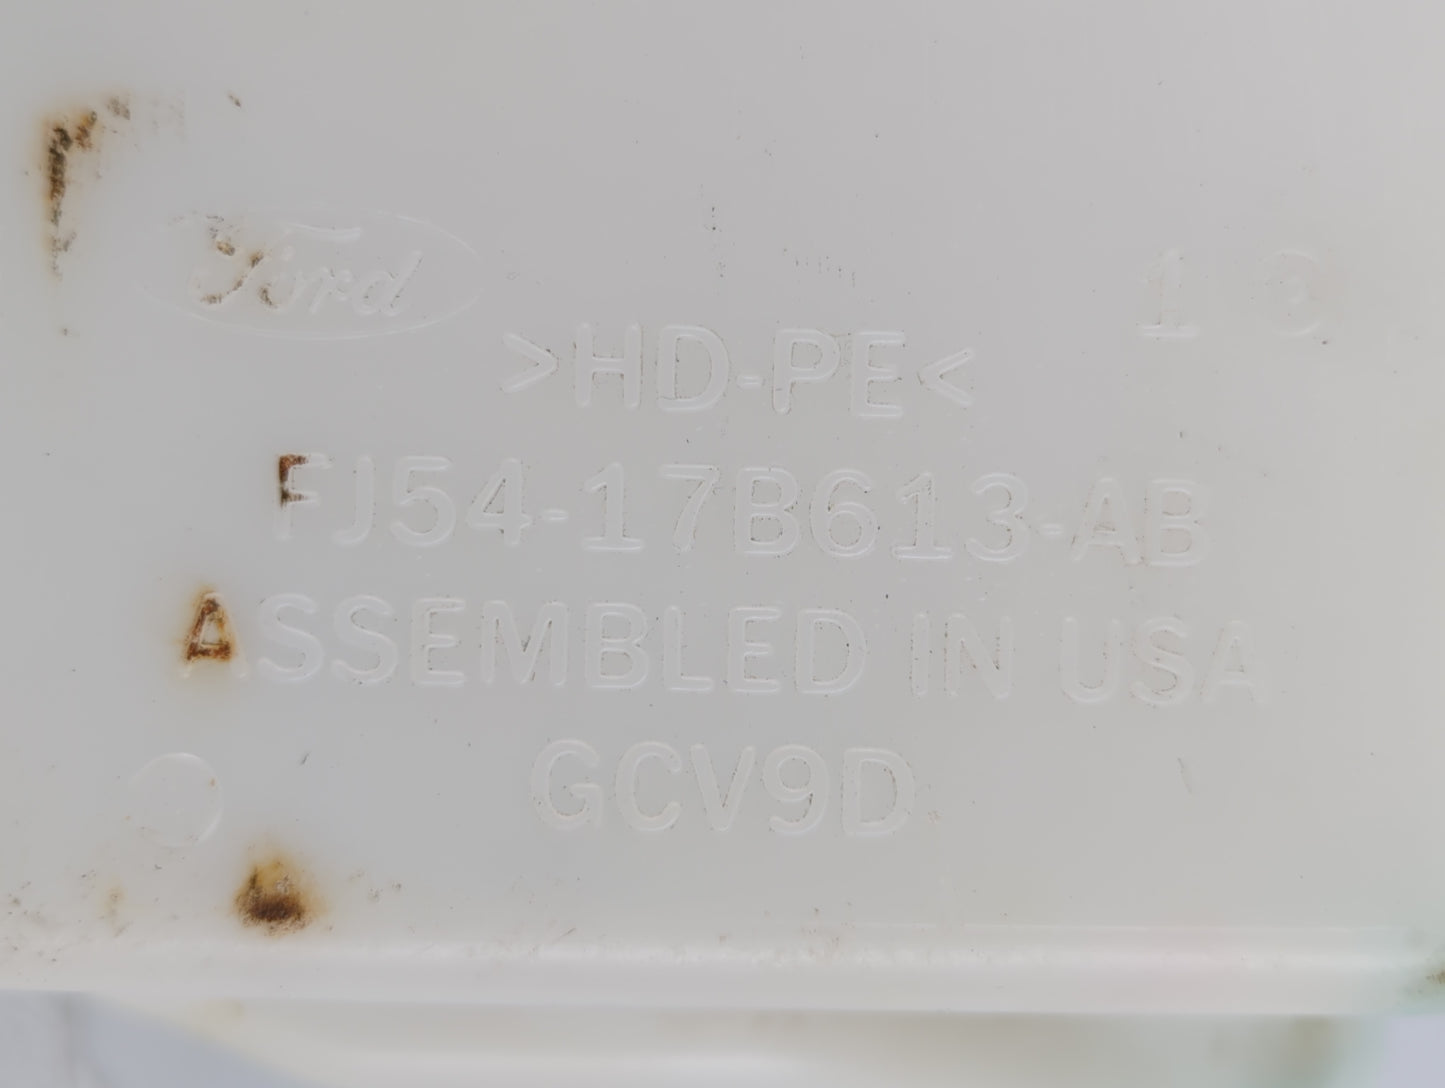 Ford
1
>HD-PE<
FJ54-17B613-AB
ASSEMBLED IN USA
GCV9D